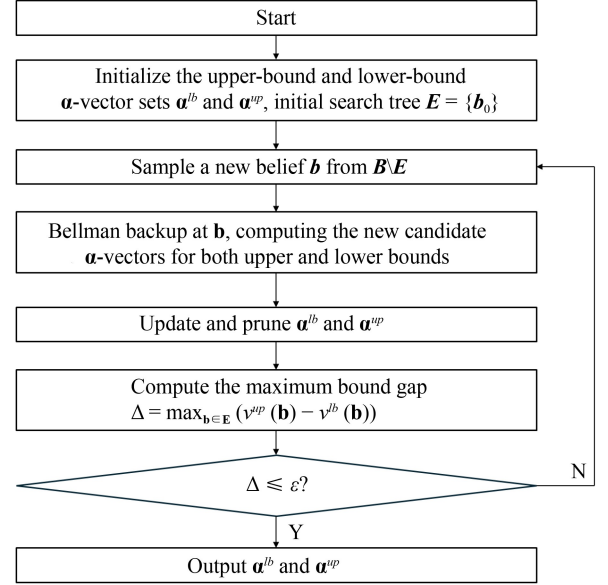 Start
Initialize the upper-bound and lower-bound
α-vector sets α^lb and α^up, initial search tree E = {b₀}
Sample a new belief b from B\E
Bellman backup at b, computing the new candidate
α-vectors for both upper and lower bounds
Update and prune α^lb and α^up
Compute the maximum bound gap
Δ = max_b∈E (v^up (b) − v^lb (b))
Δ ⩽ ε?
N
Y
Output α^lb and α^up